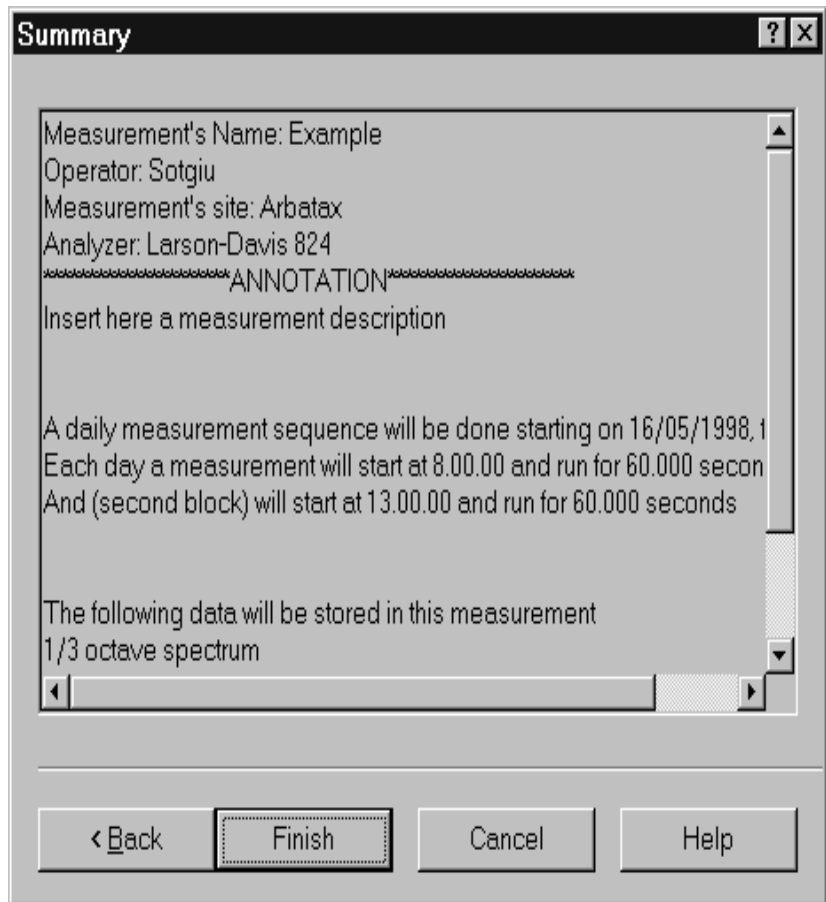 Summary
Measurement's Name: Example
Operator: Sotgiu
Measurement's site: Arbatax
Analyzer: Larson-Davis 824
************************ANNOTATION************************
Insert here a measurement description
A daily measurement sequence will be done starting on 16/05/1998,
Each day a measurement will start at 8.00.00 and run for 60.000 secon
And (second block) will start at 13.00.00 and run for 60.000 seconds
The following data will be stored in this measurement
1/3 octave spectrum
< Back Finish Cancel Help